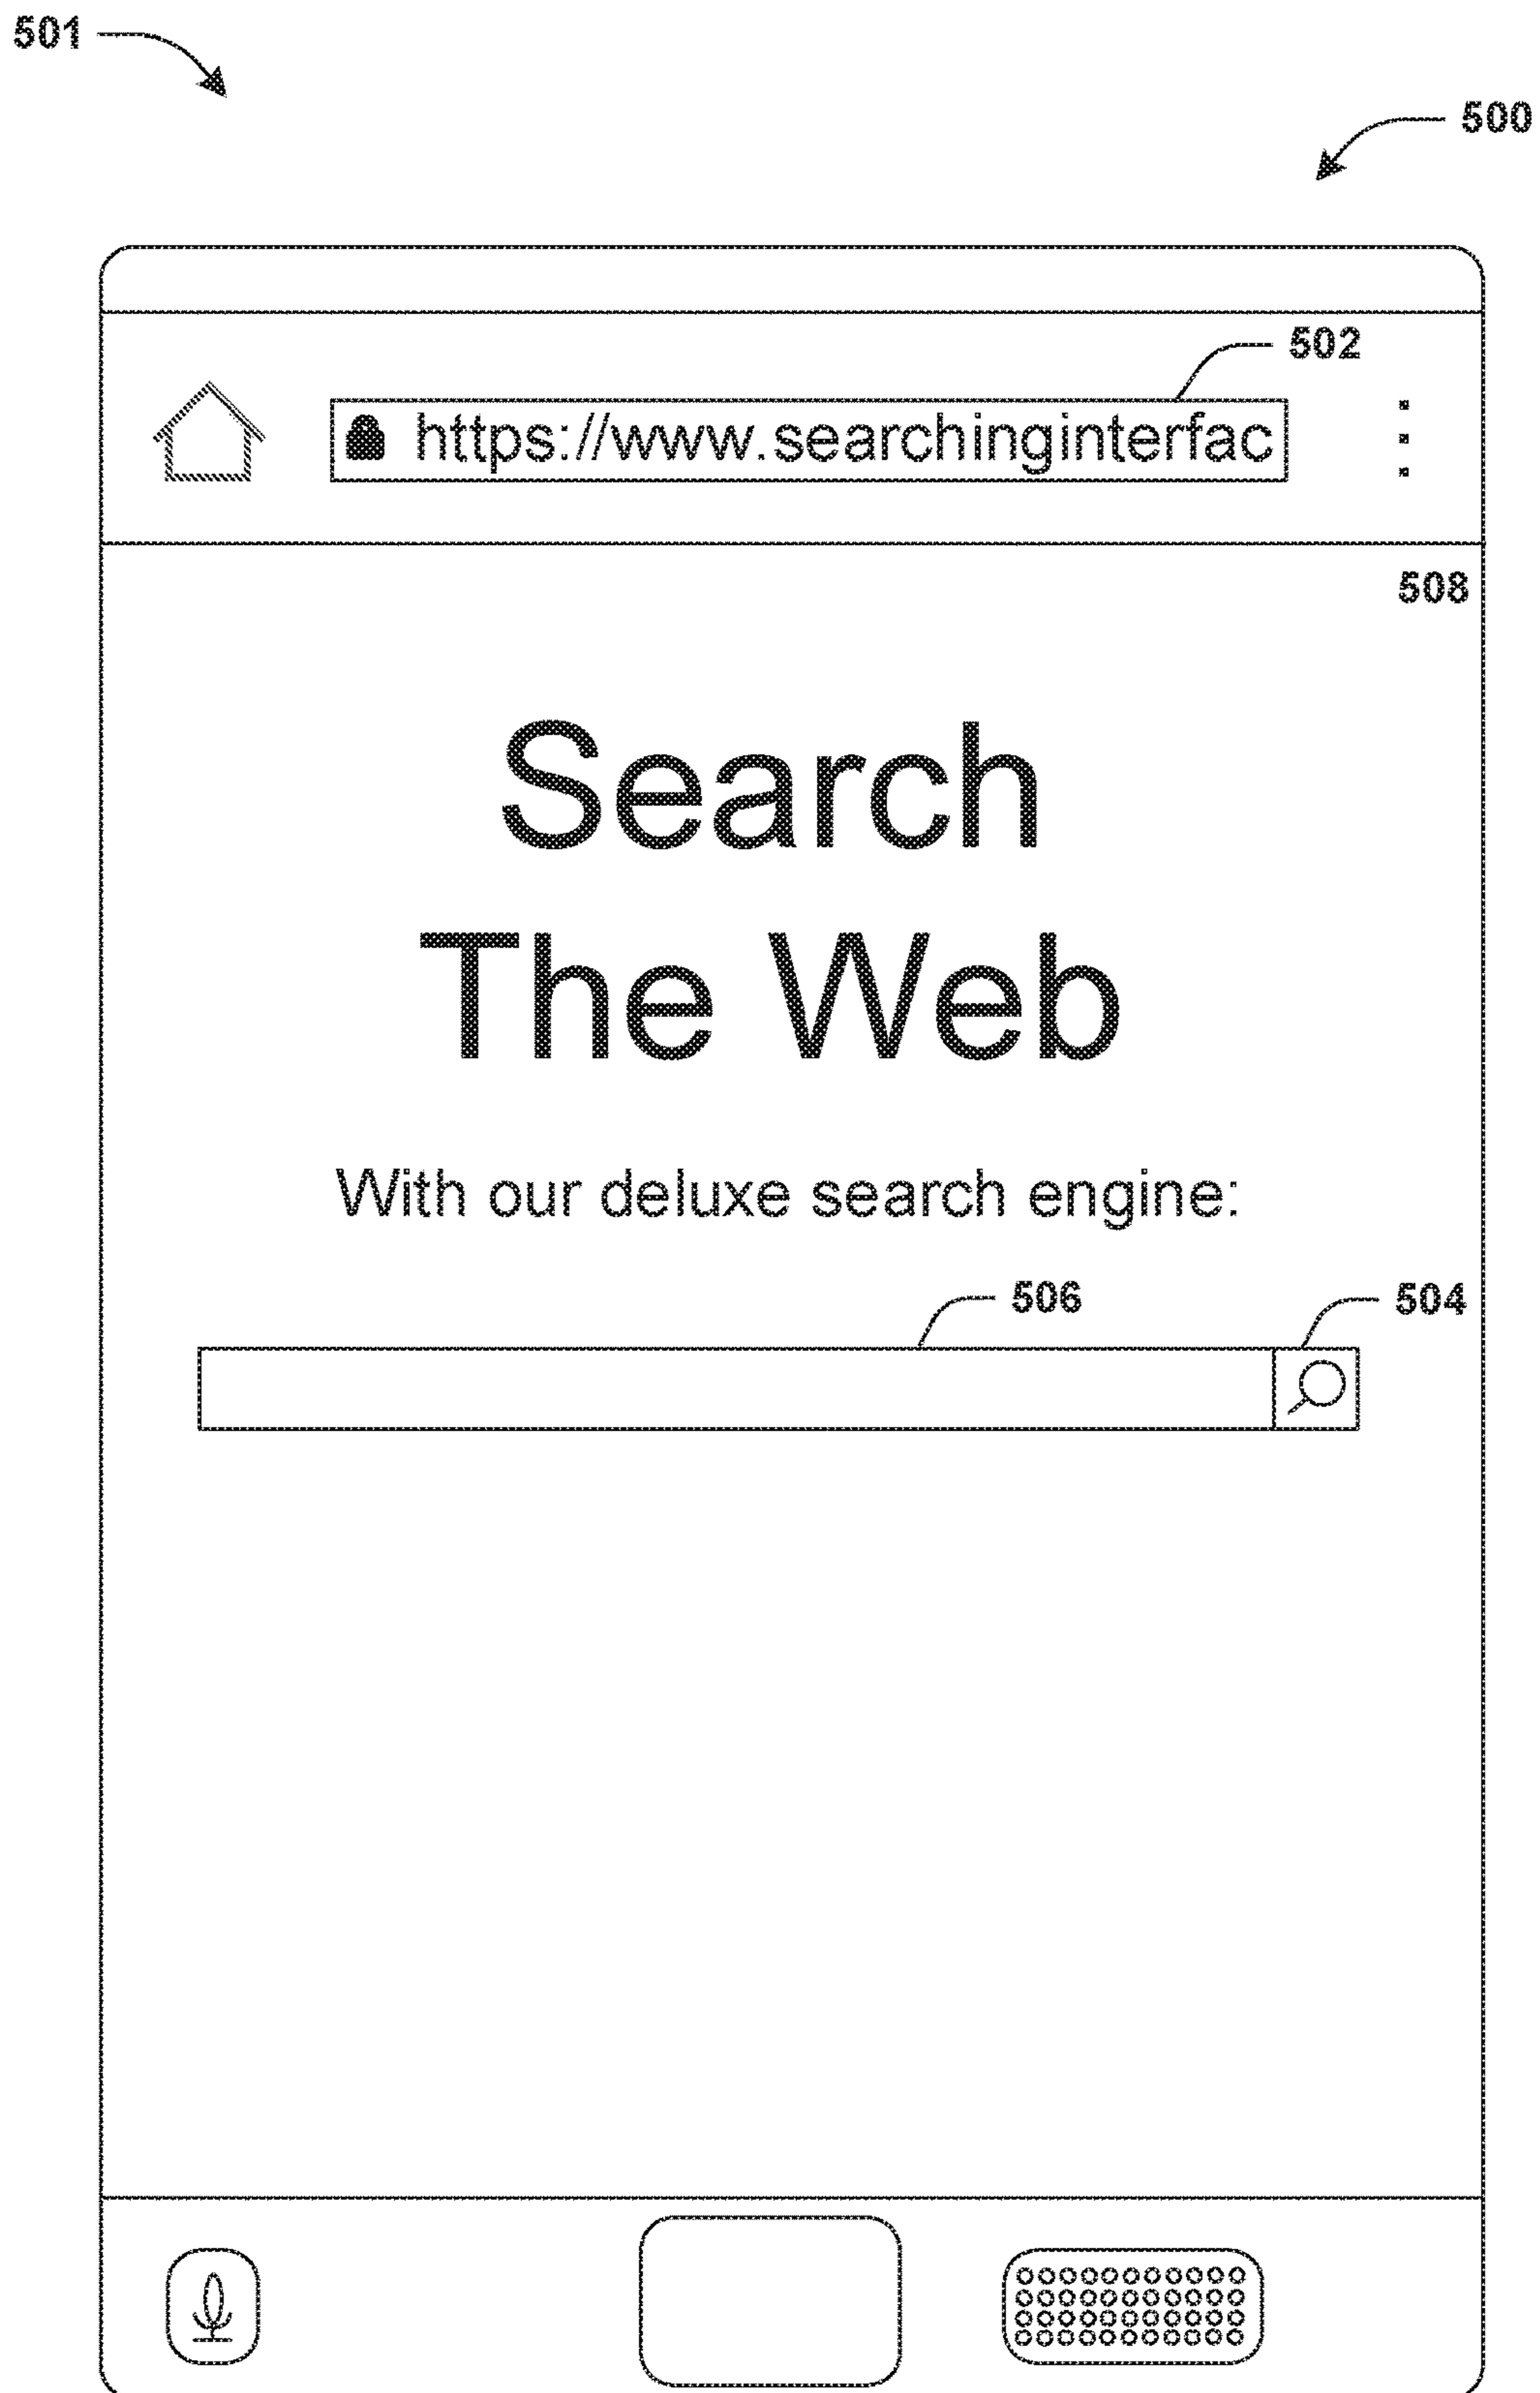 501
500
502
https://www.searchinginterfac
508
Search
The Web
With our deluxe search engine:
506
504